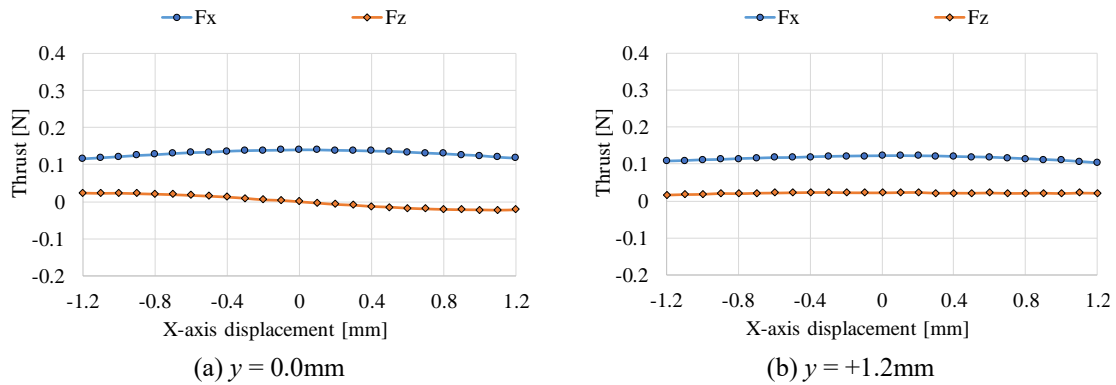 Fx Fz
0.4
0.3
0.2
0.1
0
-0.1
-0.2
Thrust [N]
-1.2 -0.8 -0.4 0 0.4 0.8 1.2
X-axis displacement [mm]
(a) y = 0.0mm
Fx Fz
0.4
0.3
0.2
0.1
0
-0.1
-0.2
Thrust [N]
-1.2 -0.8 -0.4 0 0.4 0.8 1.2
X-axis displacement [mm]
(b) y = +1.2mm